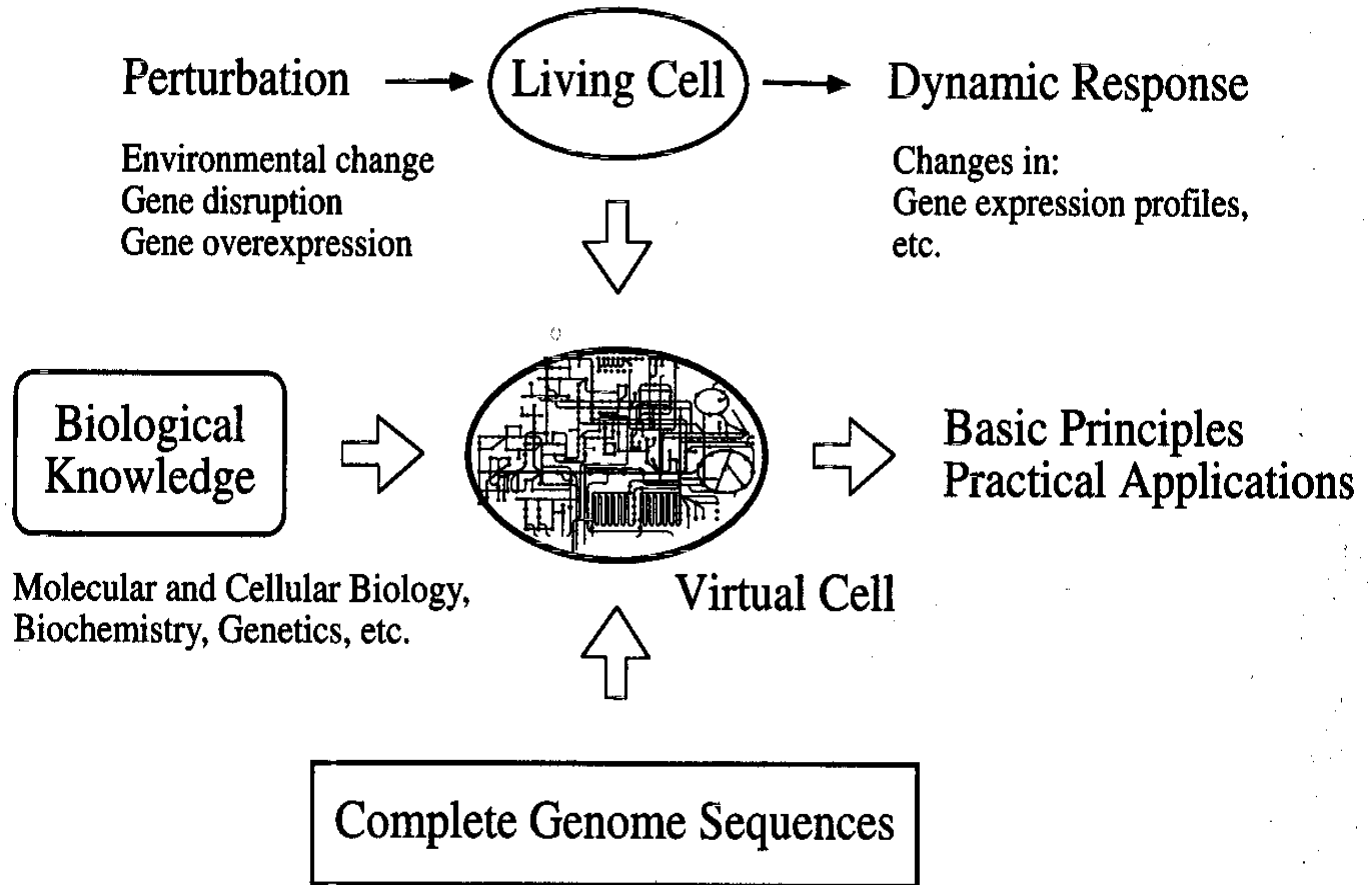 Perturbation
Living Cell
Dynamic Response
Environmental change
Gene disruption
Gene overexpression
Changes in:
Gene expression profiles,
etc.
Biological
Knowledge
Basic Principles
Practical Applications
Molecular and Cellular Biology,
Biochemistry, Genetics, etc.
Virtual Cell
Complete Genome Sequences